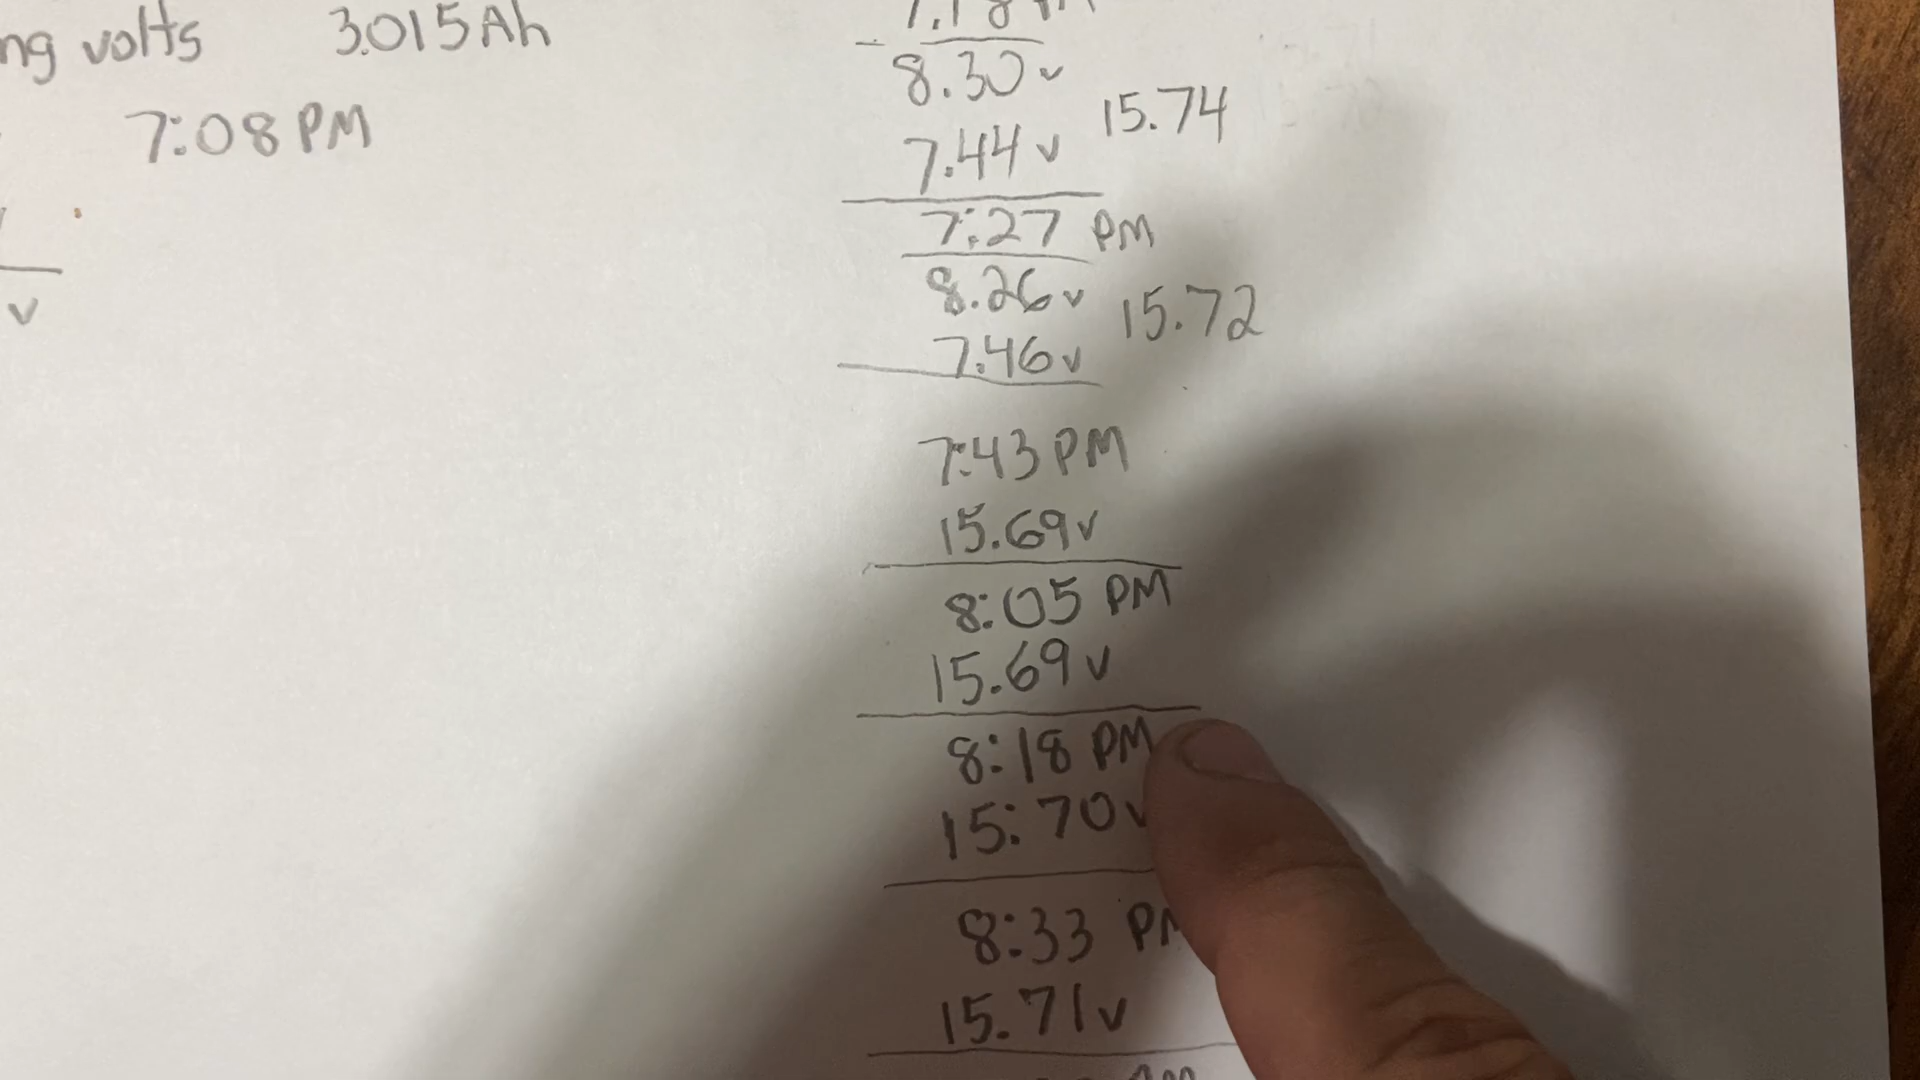 ng volts 3.015Ah
7:08 PM
v
8.30v
7.44v 15.74
7:27 PM
8.26v
7.46v 15.72
7:43 PM
15.69v
8:05 PM
15.69v
8:18 PM
15:70v
8:33 PM
15.71v